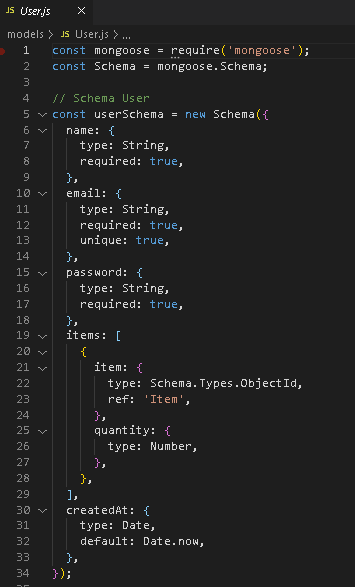 JS User.js ×
models > JS User.js > ...
1 const mongoose = require('mongoose');
2 const Schema = mongoose.Schema;
3
4 // Schema User
5 const userSchema = new Schema({
6   name: {
7     type: String,
8     required: true,
9   },
10   email: {
11     type: String,
12     required: true,
13     unique: true,
14   },
15   password: {
16     type: String,
17     required: true,
18   },
19   items: [
20     {
21       item: {
22         type: Schema.Types.ObjectId,
23         ref: 'Item',
24       },
25       quantity: {
26         type: Number,
27       },
28     },
29   ],
30   createdAt: {
31     type: Date,
32     default: Date.now,
33   },
34 });